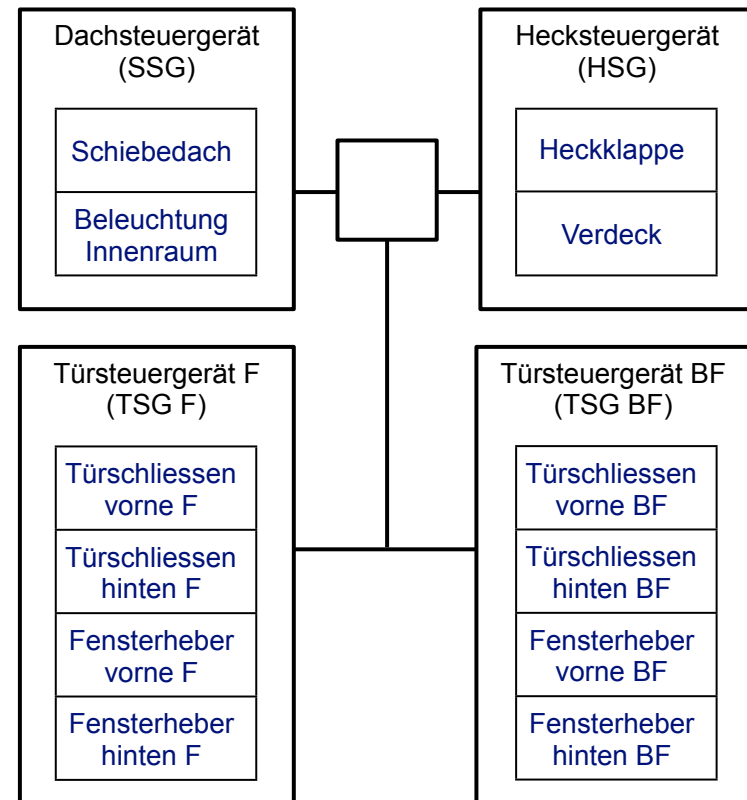 Dachsteuergerät
(SSG)
Schiebedach
Beleuchtung
Innenraum
Hecksteuergerät
(HSG)
Heckklappe
Verdeck
Türsteuergerät F
(TSG F)
Türschliessen
vorne F
Türschliessen
hinten F
Fensterheber
vorne F
Fensterheber
hinten F
Türsteuergerät BF
(TSG BF)
Türschliessen
vorne BF
Türschliessen
hinten BF
Fensterheber
vorne BF
Fensterheber
hinten BF